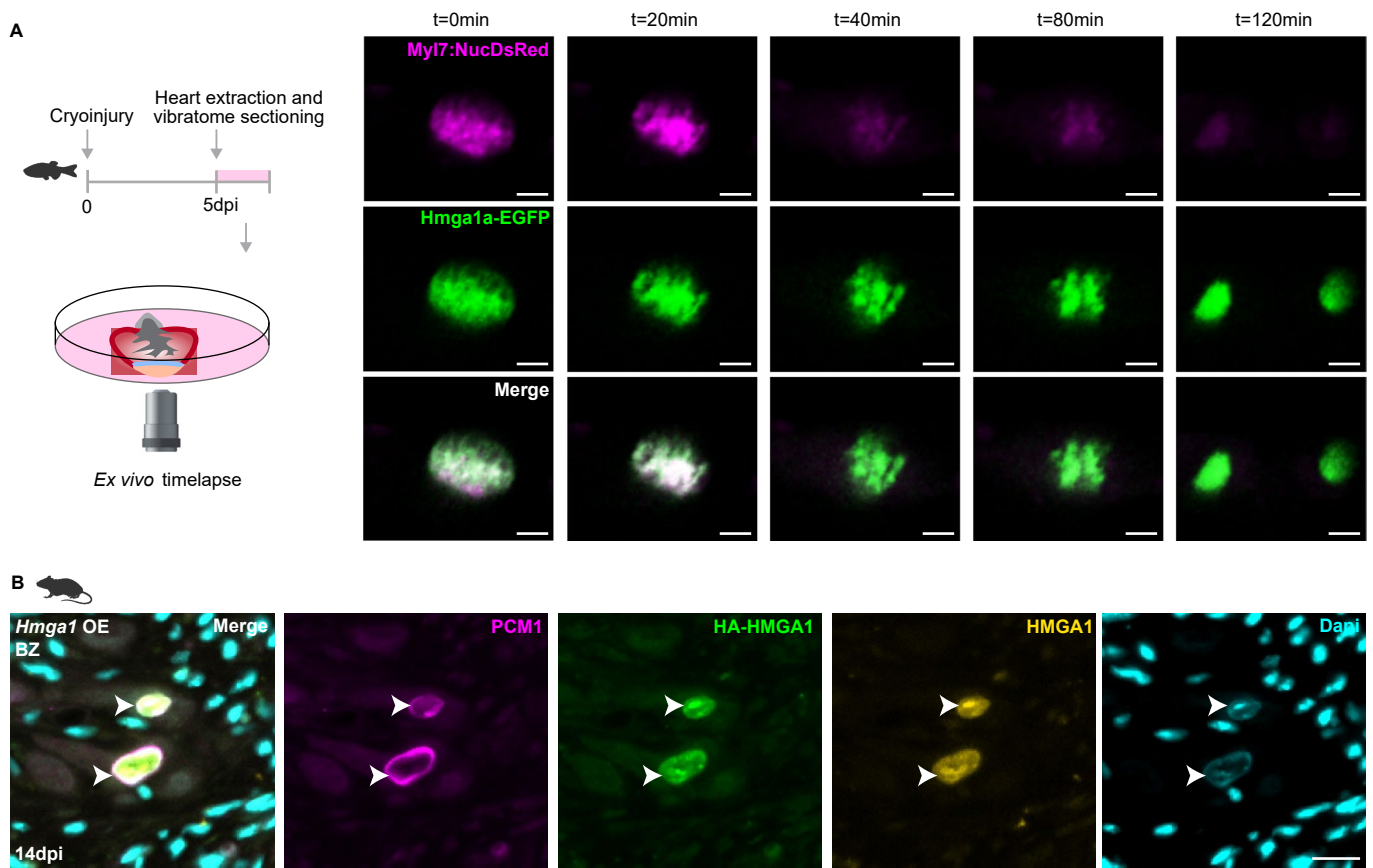 A
t=0min
t=20min
t=40min
t=80min
t=120min
Cryoinjury
Heart extraction and
vibratome sectioning
0
5dpi
Ex vivo timelapse
Myl7:NucDsRed
Hmga1a-EGFP
Merge
B
Hmga1 OE
BZ
Merge
14dpi
PCM1
HA-HMGA1
HMGA1
Dapi